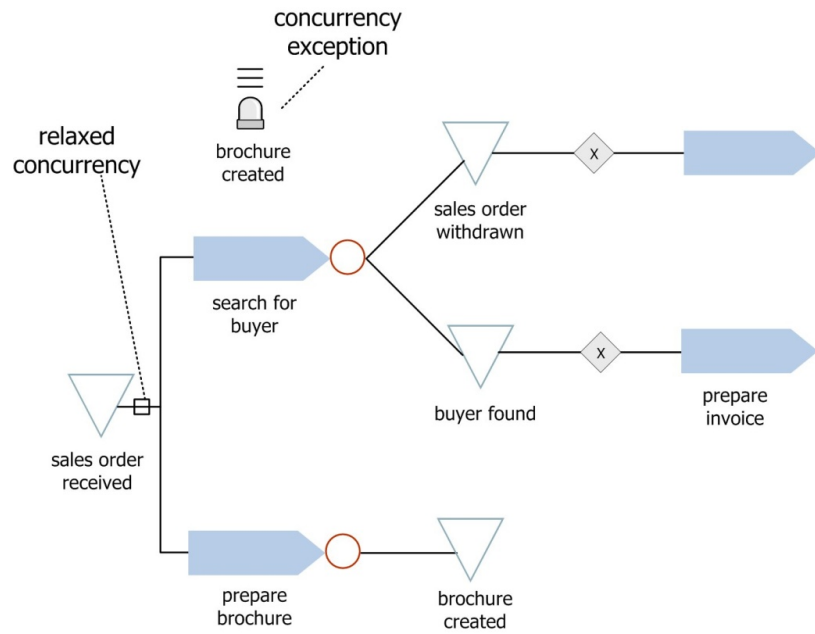 concurrency
exception
relaxed
concurrency
brochure
created
X
sales order
withdrawn
search for
buyer
X
buyer found
prepare
invoice
sales order
received
prepare
brochure
brochure
created